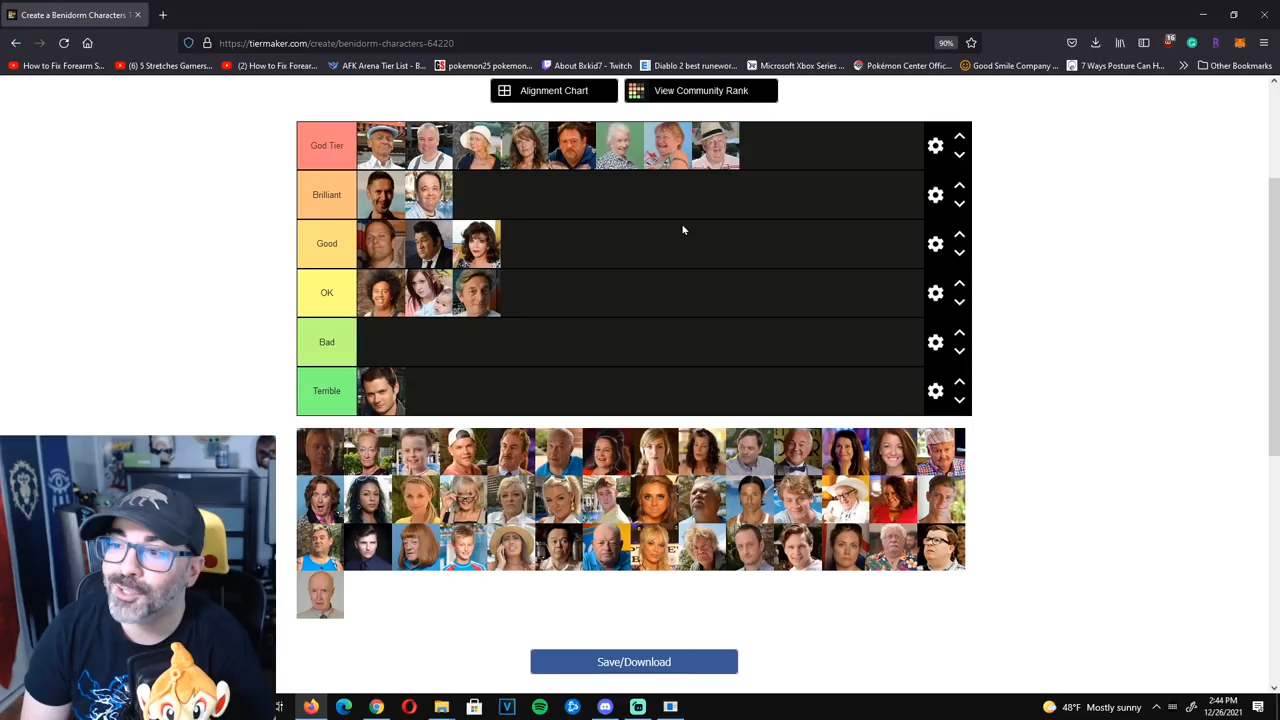 Create a Benidorm Characters T
https://tiermaker.com/create/benidorm-characters-64220
90%
16
How to Fix Forearm S...
(6) 5 Stretches Gamers...
(2) How to Fix Forear...
AFK Arena Tier List - B...
pokemon25 pokemon...
About Bxkid7 - Twitch
Diablo 2 best runewor...
Microsoft Xbox Series ...
Pokémon Center Offic...
Good Smile Company...
7 Ways Posture Can H...
Other Bookmarks
Alignment Chart
View Community Rank
God Tier
Brilliant
Good
OK
Bad
Terrible
Save/Download
48°F Mostly sunny
2:44 PM
12/26/2021